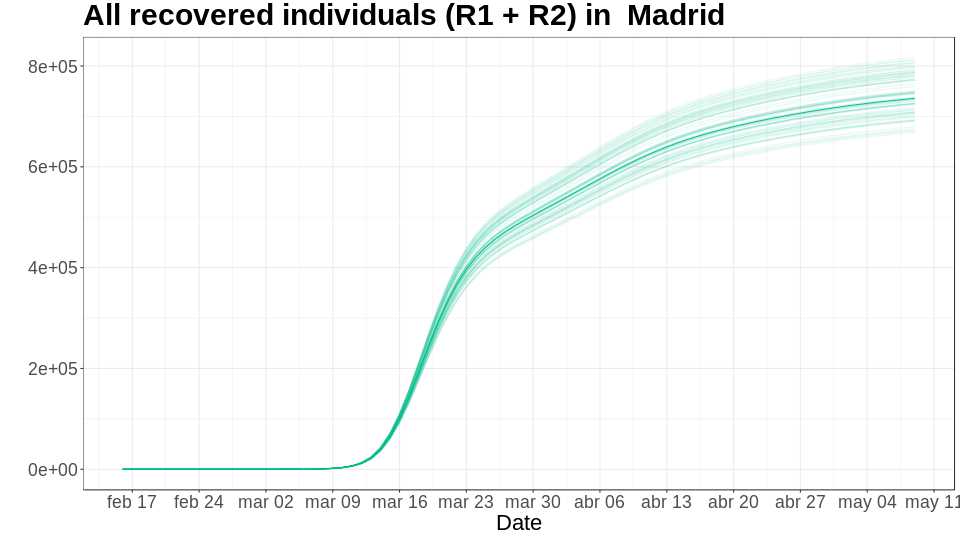 All recovered individuals (R1 + R2) in  Madrid
8e+05
6e+05
4e+05
2e+05
0e+00
feb 17 feb 24 mar 02 mar 09 mar 16 mar 23 mar 30 abr 06 abr 13 abr 20 abr 27 may 04 may 11
Date